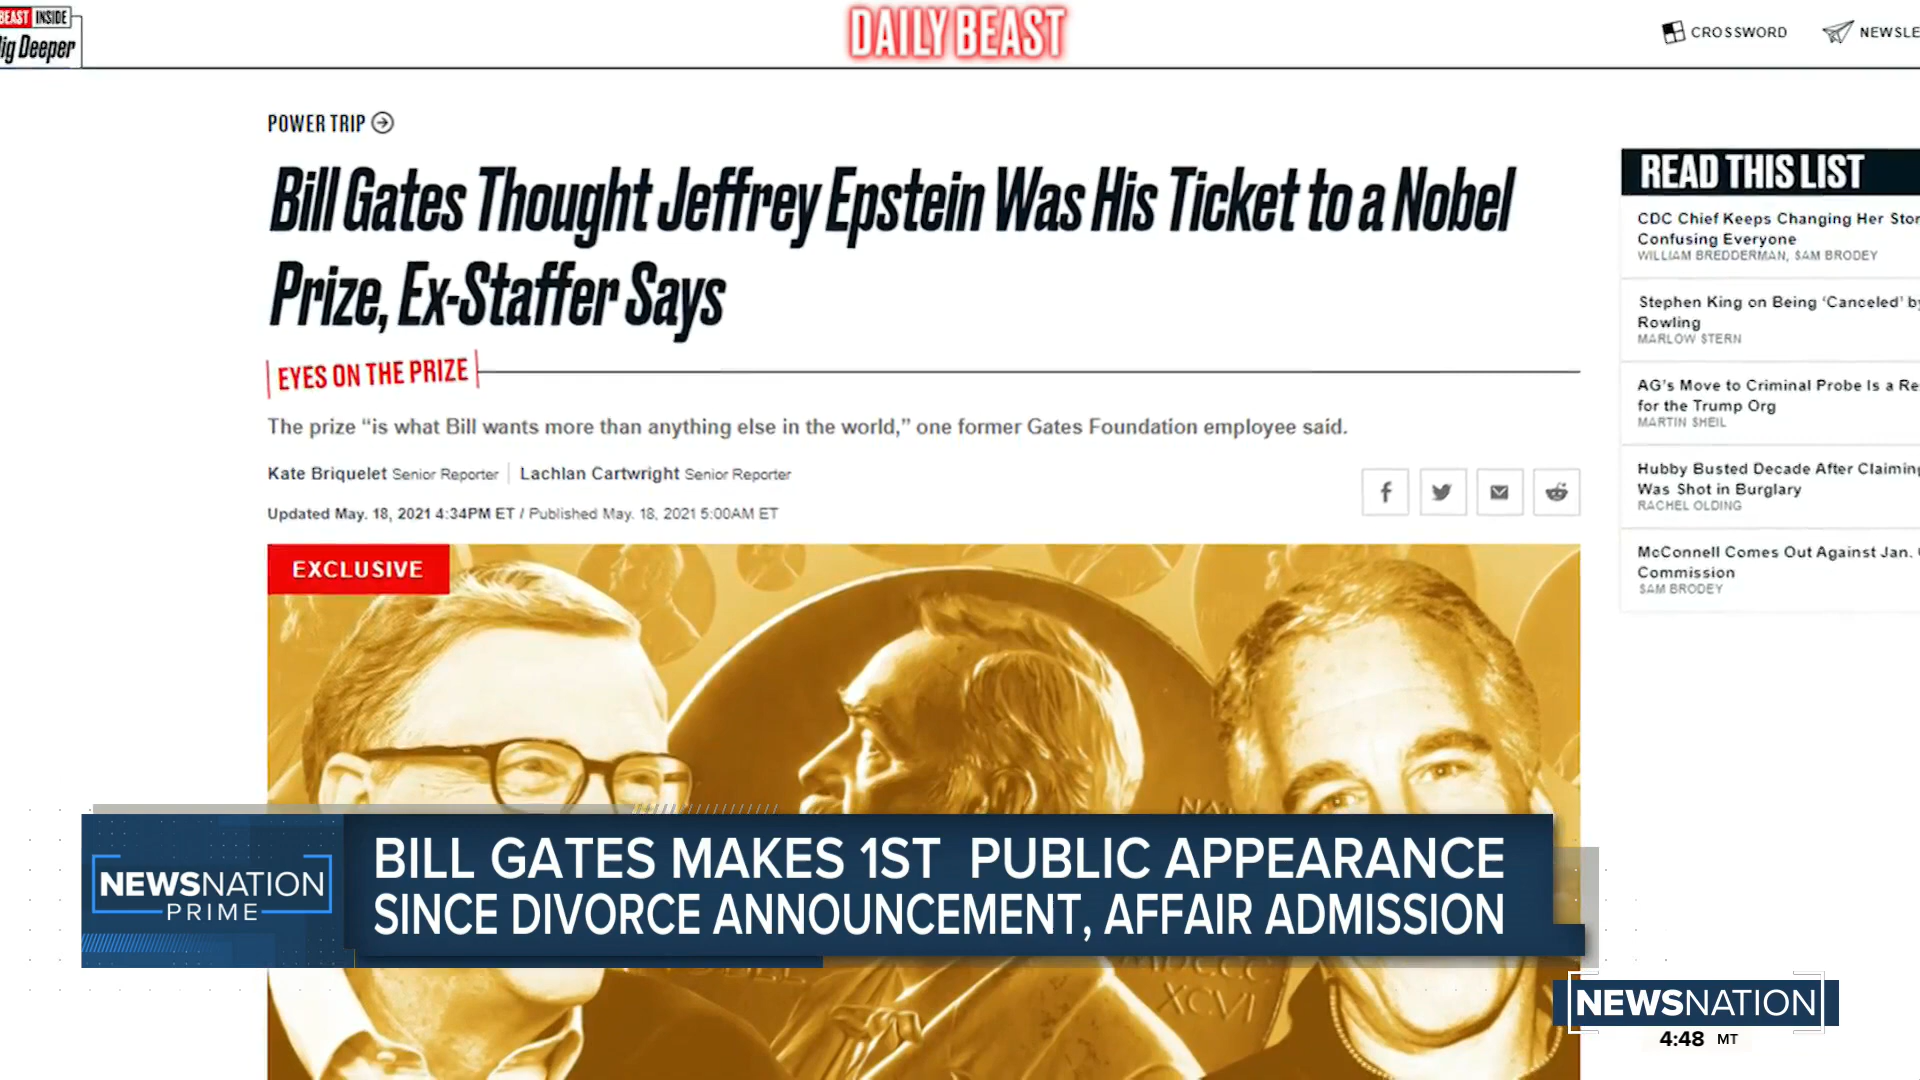 BEAST INSIDE
Dig Deeper
DAILY BEAST
CROSSWORD
NEWSLE
POWER TRIP
Bill Gates Thought Jeffrey Epstein Was His Ticket to a Nobel
Prize, Ex-Staffer Says
EYES ON THE PRIZE
The prize “is what Bill wants more than anything else in the world,” one former Gates Foundation employee said.
Kate Briquelet Senior Reporter | Lachlan Cartwright Senior Reporter
Updated May. 18, 2021 4:34PM ET / Published May. 18, 2021 5:00AM ET
EXCLUSIVE
READ THIS LIST
CDC Chief Keeps Changing Her Stor
Confusing Everyone
WILLIAM BREDDERMAN, SAM BRODEY
Stephen King on Being ‘Canceled’ by
Rowling
MARLOW STERN
AG’s Move to Criminal Probe Is a Re
for the Trump Org
MARTIN SHEIL
Hubby Busted Decade After Claiming
Was Shot in Burglary
RACHEL OLDING
McConnell Comes Out Against Jan.
Commission
SAM BRODEY
NEWSNATION
PRIME
BILL GATES MAKES 1ST PUBLIC APPEARANCE
SINCE DIVORCE ANNOUNCEMENT, AFFAIR ADMISSION
MDCCC
XCVI
NEWSNATION
4:48 MT